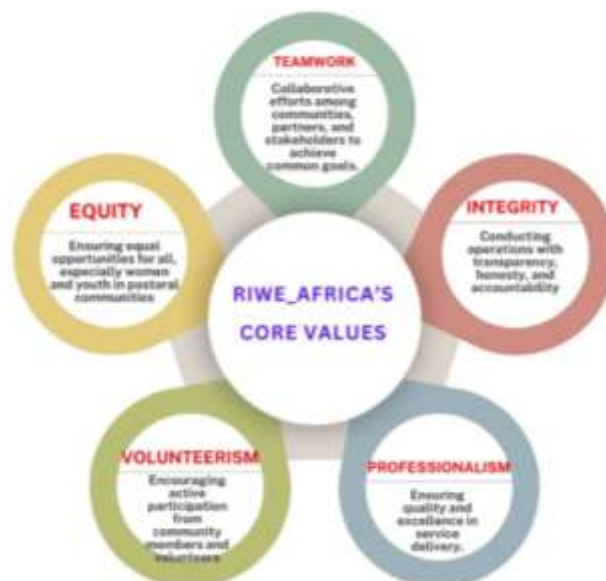 TEAMWORK
Collaborative
efforts among
communities,
partners, and
stakeholders to
achieve
common goals.
EQUITY
Ensuring equal
opportunities for all,
especially women
and youth in pastoral
communities
INTEGRITY
Conducting
operations with
transparency,
honesty, and
accountability
RIWE_AFRICA'S
CORE VALUES
VOLUNTEERISM
Encouraging
active
participation
from
community
members and
volunteers
PROFESSIONALISM
Ensuring
quality and
excellence in
service
delivery.